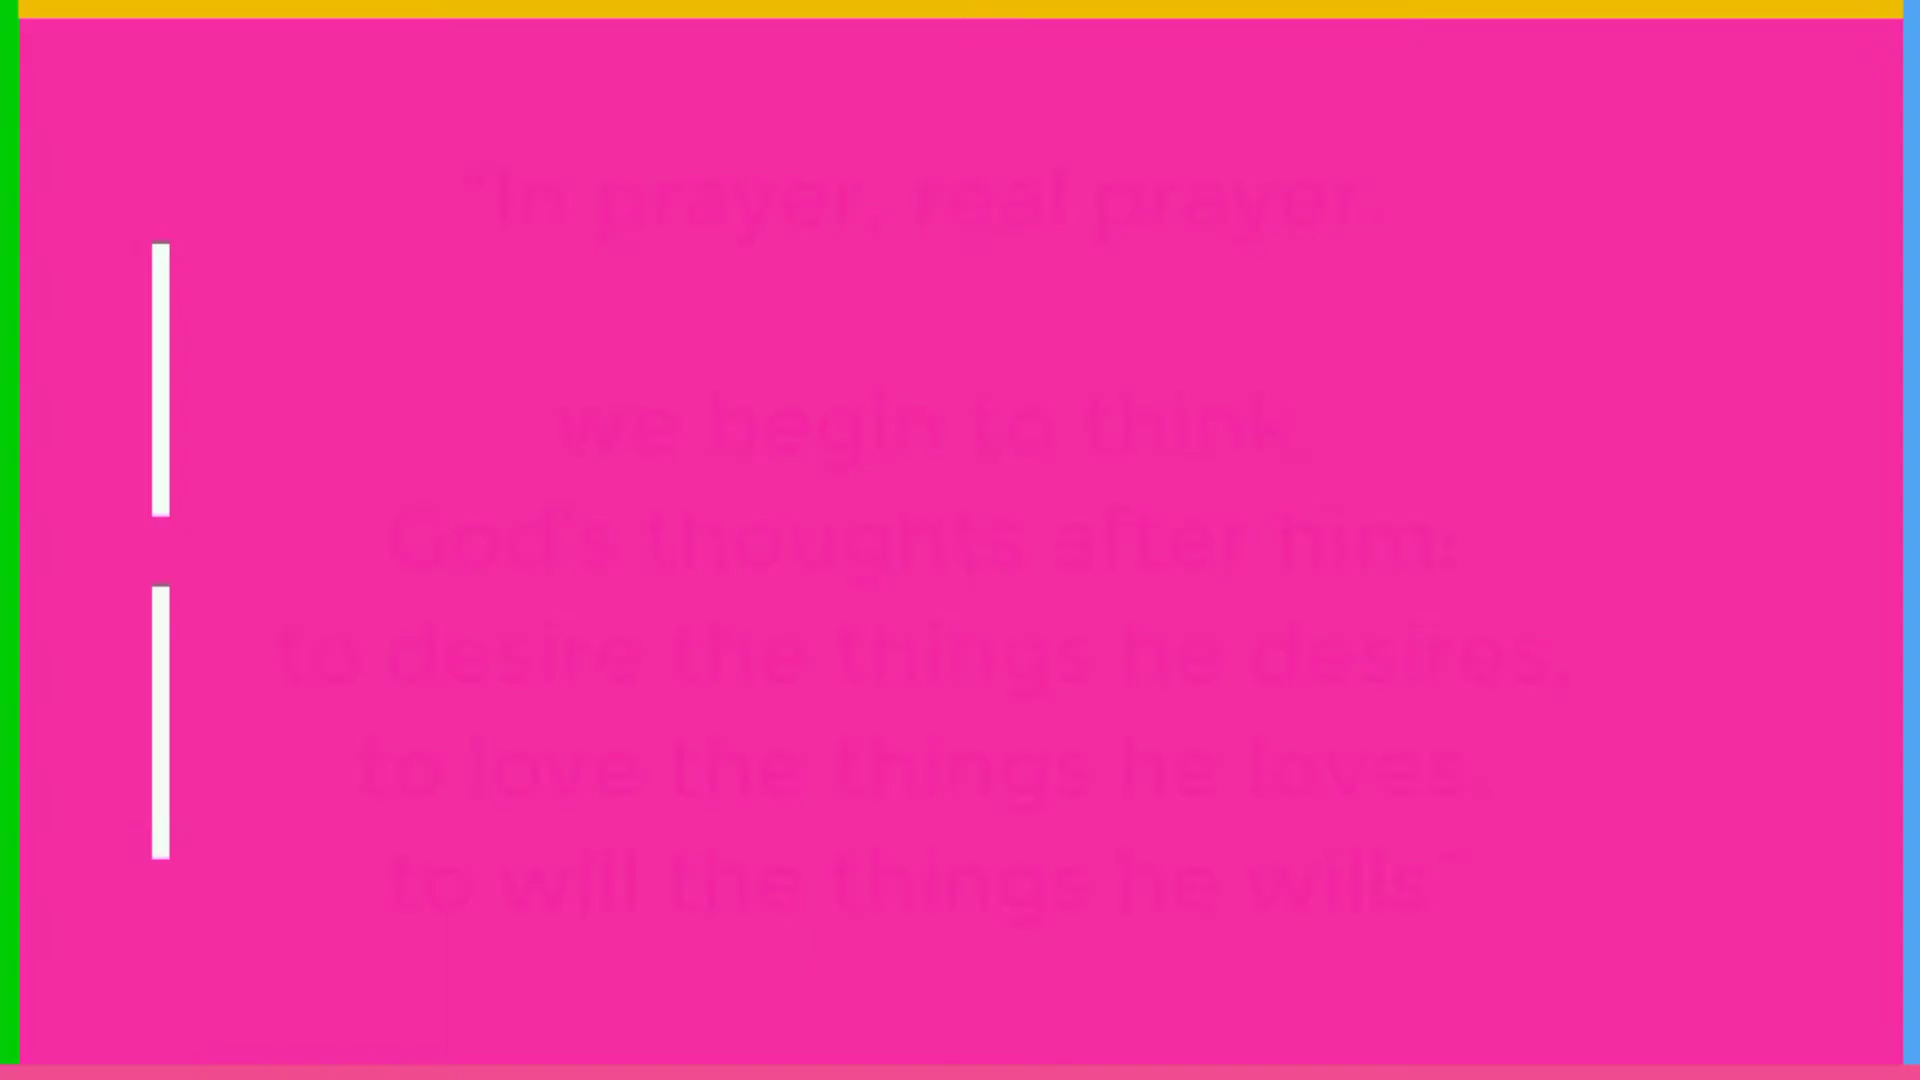 "In prayer, real prayer,
we begin to think
God's thoughts after him:
to desire the things he desires,
to love the things he loves,
to will the things he wills"